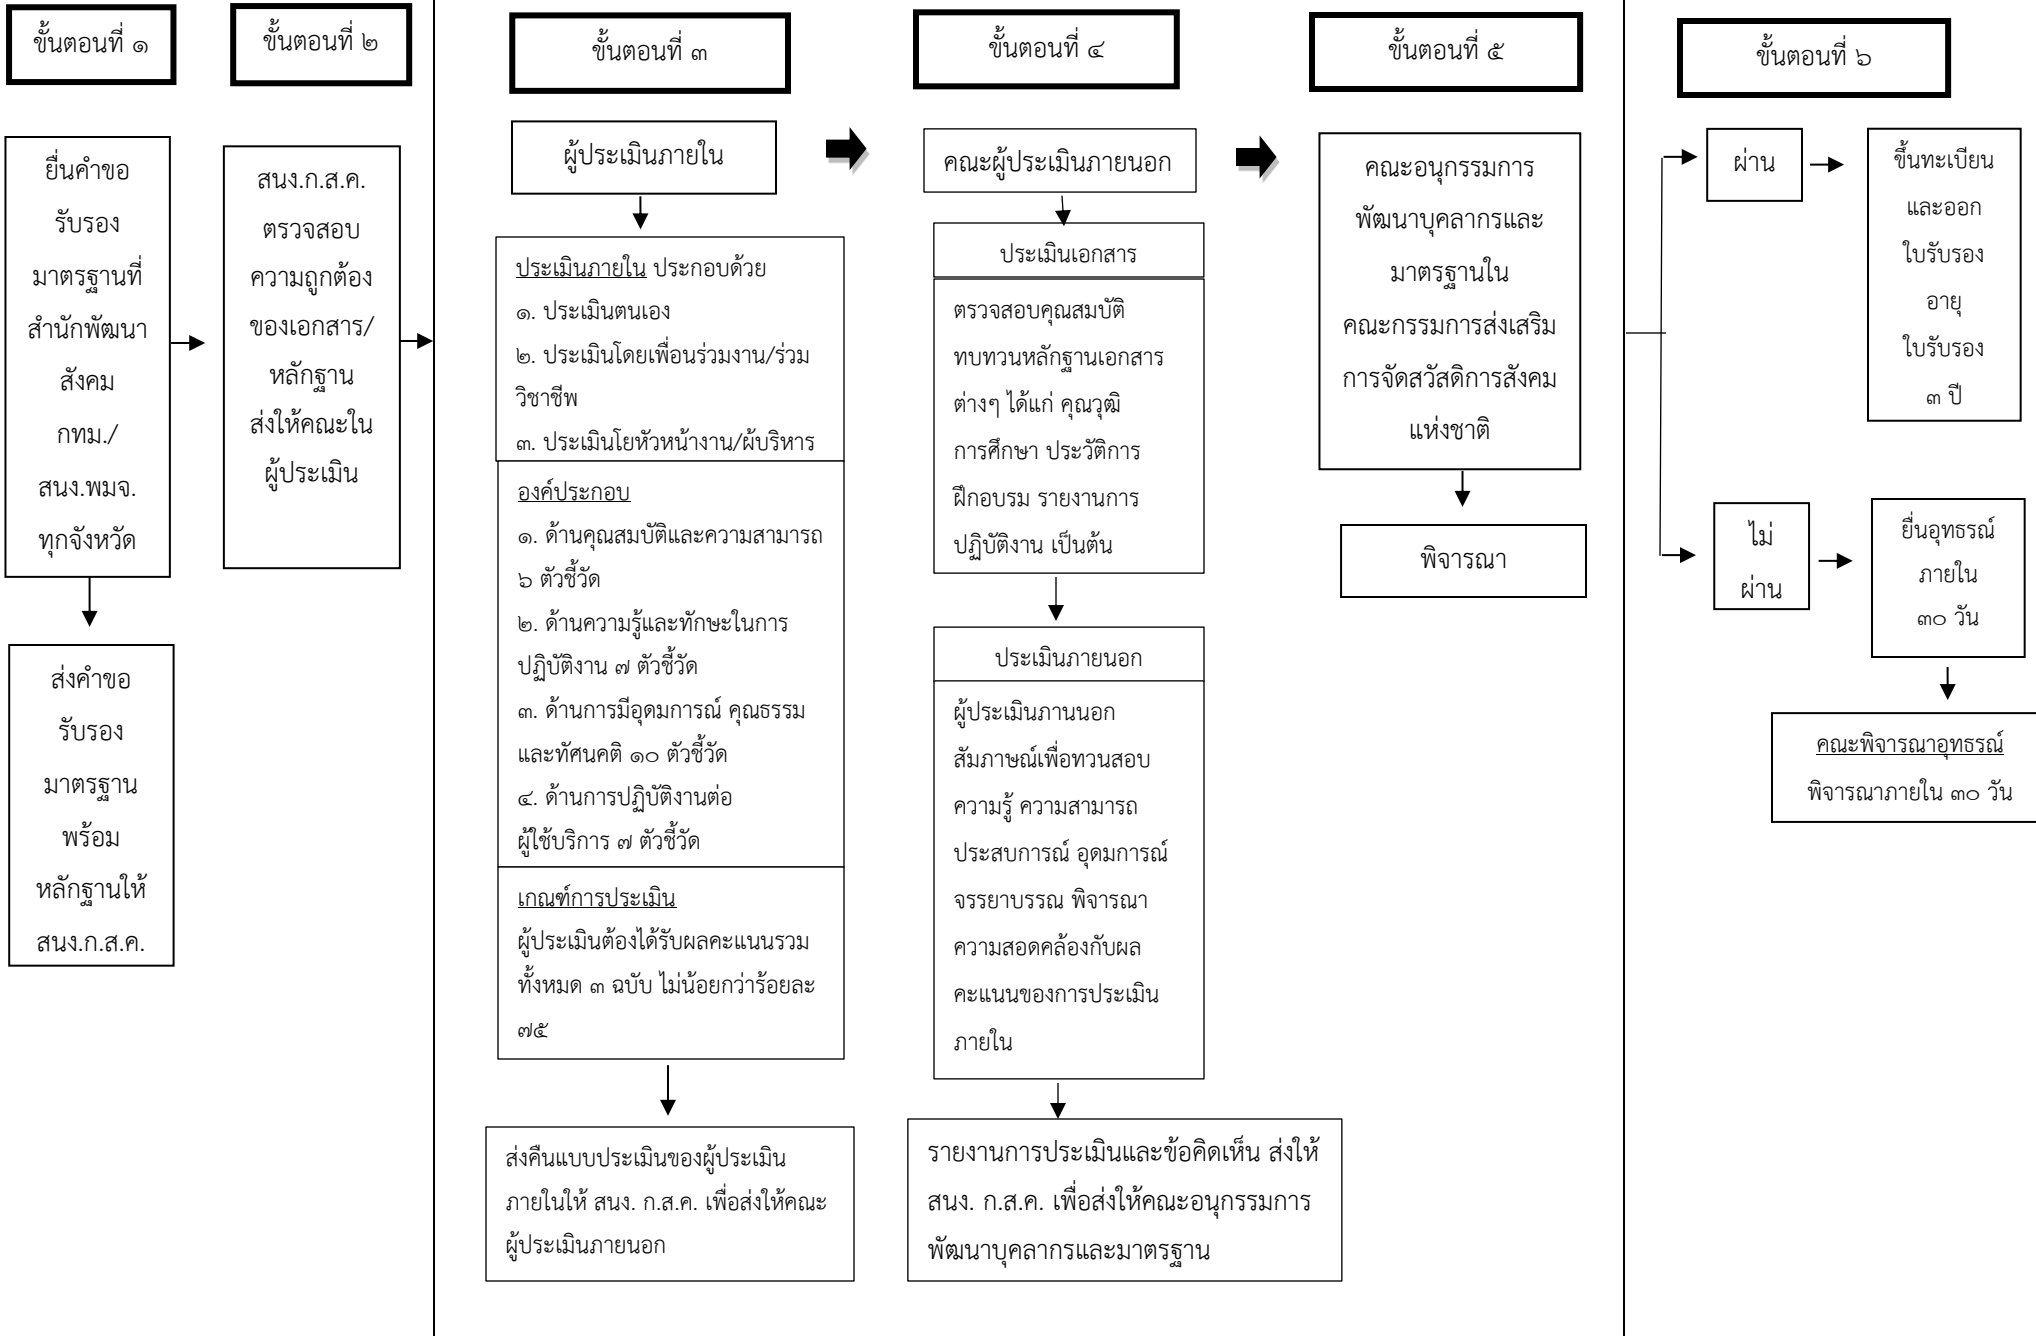 ขั้นตอนที่ ๑
ยื่นคำขอ
รับรอง
มาตรฐานที่
สำนักพัฒนา
สังคม
กทม./
สนง.พมจ.
ทุกจังหวัด
ส่งคำขอ
รับรอง
มาตรฐาน
พร้อม
หลักฐานให้
สนง.ก.ส.ค.
ขั้นตอนที่ ๒
สนง.ก.ส.ค.
ตรวจสอบ
ความถูกต้อง
ของเอกสาร/
หลักฐาน
ส่งให้คณะใน
ผู้ประเมิน
ขั้นตอนที่ ๓
ผู้ประเมินภายใน
ประเมินภายใน ประกอบด้วย
๑. ประเมินตนเอง
๒. ประเมินโดยเพื่อนร่วมงาน/ร่วม
วิชาชีพ
๓. ประเมินโยหัวหน้างาน/ผู้บริหาร
องค์ประกอบ
๑. ด้านคุณสมบัติและความสามารถ
๖ ตัวชี้วัด
๒. ด้านความรู้และทักษะในการ
ปฏิบัติงาน ๗ ตัวชี้วัด
๓. ด้านการมีอุดมการณ์ คุณธรรม
และทัศนคติ ๑๐ ตัวชี้วัด
๔. ด้านการปฏิบัติงานต่อ
ผู้ใช้บริการ ๗ ตัวชี้วัด
เกณฑ์การประเมิน
ผู้ประเมินต้องได้รับผลคะแนนรวม
ทั้งหมด ๓ ฉบับ ไม่น้อยกว่าร้อยละ
๗๕
ส่งคืนแบบประเมินของผู้ประเมิน
ภายในให้ สนง. ก.ส.ค. เพื่อส่งให้คณะ
ผู้ประเมินภายนอก
ขั้นตอนที่ ๔
คณะผู้ประเมินภายนอก
ประเมินเอกสาร
ตรวจสอบคุณสมบัติ
ทบทวนหลักฐานเอกสาร
ต่างๆ ได้แก่ คุณวุฒิ
การศึกษา ประวัติการ
ฝึกอบรม รายงานการ
ปฏิบัติงาน เป็นต้น
ประเมินภายนอก
ผู้ประเมินภานนอก
สัมภาษณ์เพื่อทวนสอบ
ความรู้ ความสามารถ
ประสบการณ์ อุดมการณ์
จรรยาบรรณ พิจารณา
ความสอดคล้องกับผล
คะแนนของการประเมิน
ภายใน
รายงานการประเมินและข้อคิดเห็น ส่งให้
สนง. ก.ส.ค. เพื่อส่งให้คณะอนุกรรมการ
พัฒนาบุคลากรและมาตรฐาน
ขั้นตอนที่ ๕
คณะอนุกรรมการ
พัฒนาบุคลากรและ
มาตรฐานใน
คณะกรรมการส่งเสริม
การจัดสวัสดิการสังคม
แห่งชาติ
พิจารณา
ขั้นตอนที่ ๖
ผ่าน
ขึ้นทะเบียน
และออก
ใบรับรอง
อายุ
ใบรับรอง
๓ ปี
ไม่
ผ่าน
ยื่นอุทธรณ์
ภายใน
๓๐ วัน
คณะพิจารณาอุทธรณ์
พิจารณาภายใน ๓๐ วัน